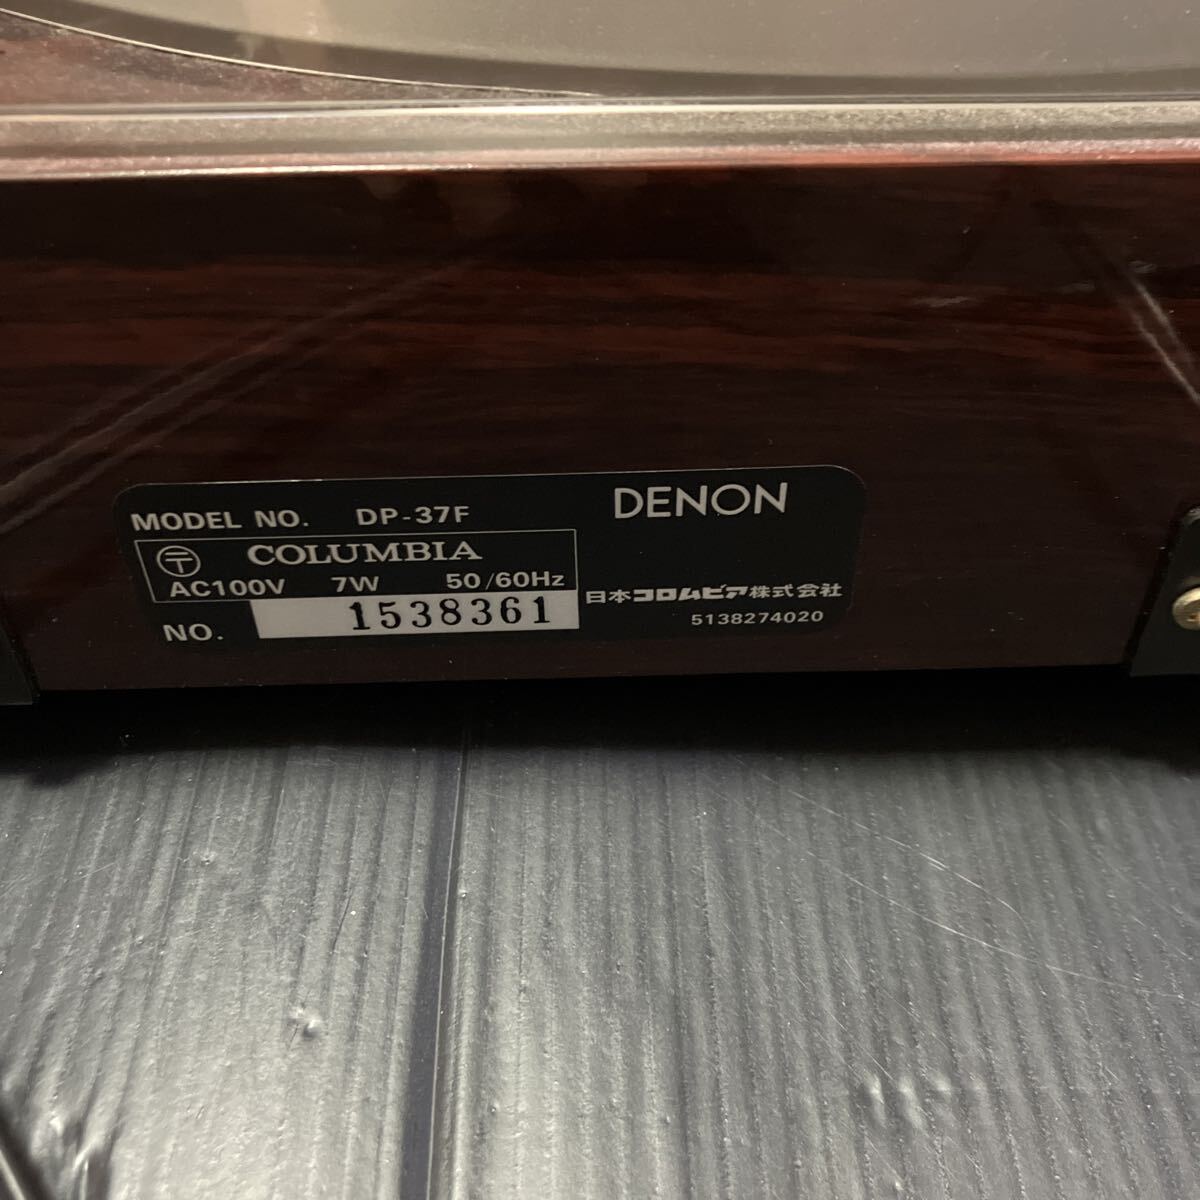 MODEL NO. DP-37F
DENON
〒 COLUMBIA
AC100V 7W 50/60Hz
NO. 1538361
日本コロムビア株式会社
5138274020